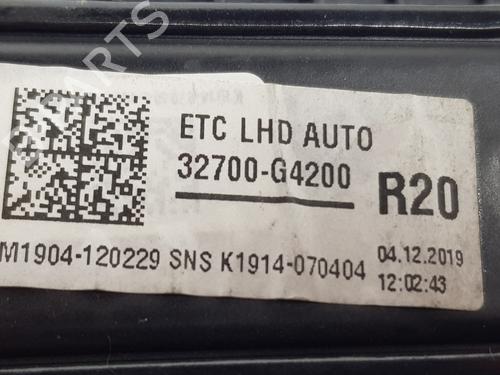 ETC LHD AUTO
32700-G4200
R20
M1904-120229 SNS K1914-070404
04.12.2019
12:02:43